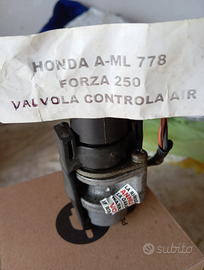 HONDA A-ML 778
FORZA 250
VALVOLA CONTROLA AIR
subito